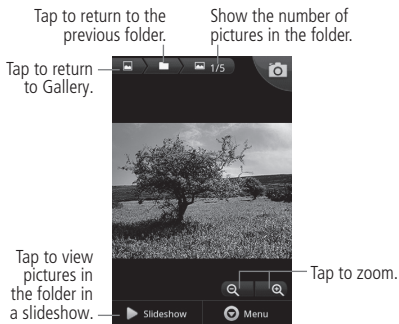 Tap to return to the
previous folder.
Show the number of
pictures in the folder.
Tap to return
to Gallery.
1/5
Tap to view
pictures in
the folder in
a slideshow.
Tap to zoom.
Slideshow
Menu